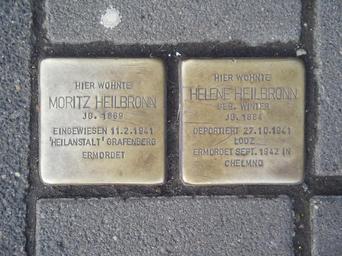 HIER WOHNTE
MORITZ HEILBRONN
JG. 1869
EINGEWIESEN 11.2.1941
'HEILANSTALT' GRAFENBERG
ERMORDET
HIER WOHNTE
HELENE HEILBRONN
GEB. WINTER
JG. 1884
DEPORTIERT 27.10.1941
LODZ
ERMORDET SEPT. 1942 IN
CHELMNO